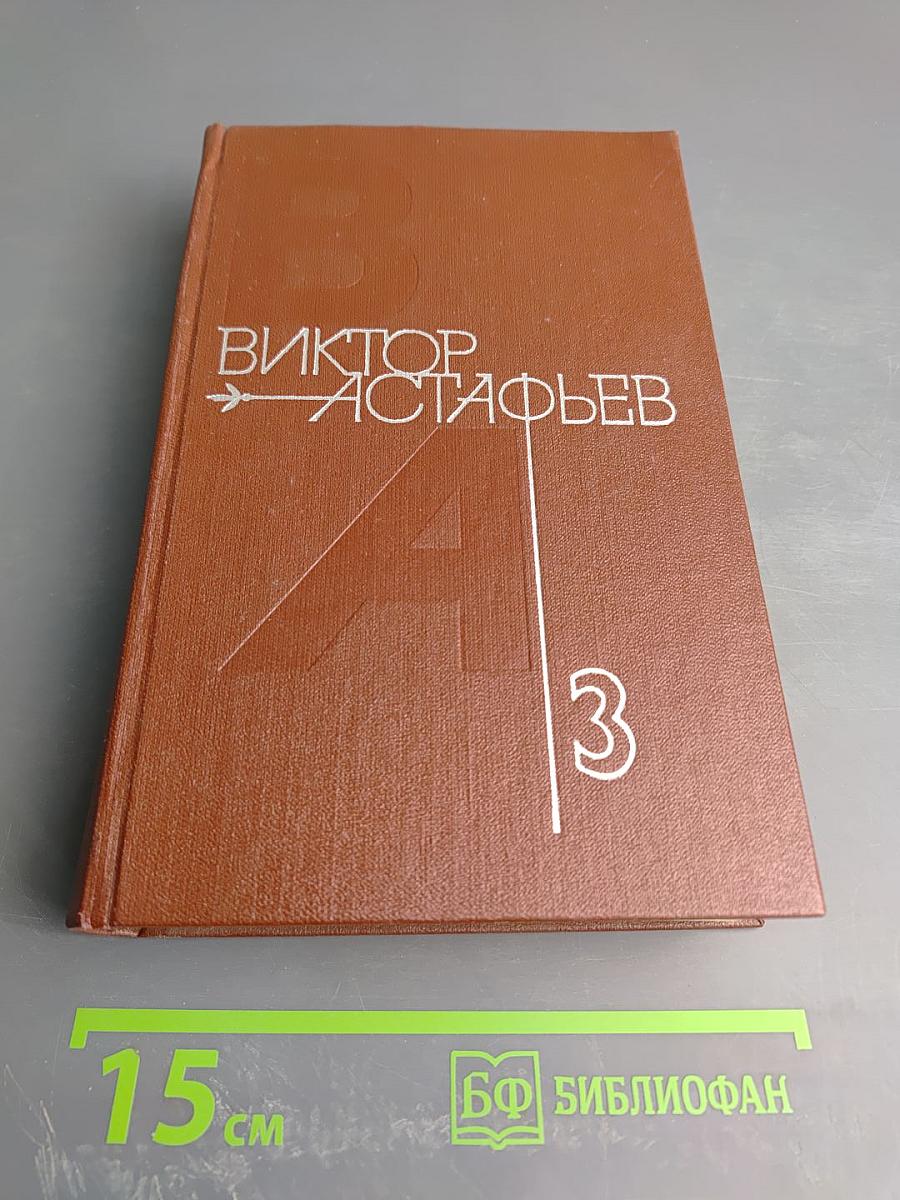 В
ВИКТОР
АСТАФЬЕВ
А
3
15 см
БФ БИБЛИОФАН